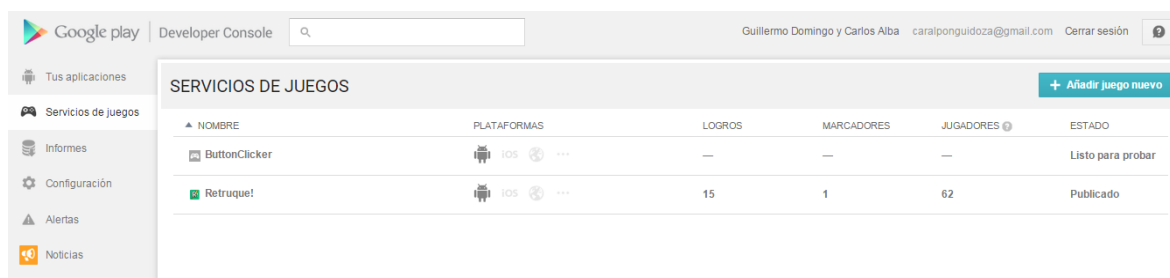 Google play | Developer Console
Guillermo Domingo y Carlos Alba caralponguidoza@gmail.com Cerrar sesión
Tus aplicaciones
Servicios de juegos
Informes
Configuración
Alertas
Noticias
SERVICIOS DE JUEGOS
+ Añadir juego nuevo
NOMBRE PLATAFORMAS LOGROS MARCADORES JUGADORES ? ESTADO
ButtonClicker iOS ... — — — Listo para probar
Retruque! iOS ... 15 1 62 Publicado